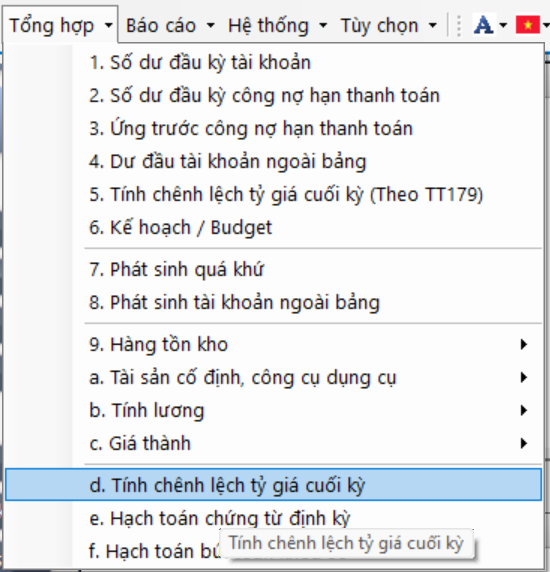 Tổng hợp Báo cáo Hệ thống Tùy chọn A
1. Số dư đầu kỳ tài khoản
2. Số dư đầu kỳ công nợ hạn thanh toán
3. Ứng trước công nợ hạn thanh toán
4. Dư đầu tài khoản ngoài bảng
5. Tính chênh lệch tỷ giá cuối kỳ (Theo TT179)
6. Kế hoạch / Budget
7. Phát sinh quá khứ
8. Phát sinh tài khoản ngoài bảng
9. Hàng tồn kho
a. Tài sản cố định, công cụ dụng cụ
b. Tính lương
c. Giá thành
d. Tính chênh lệch tỷ giá cuối kỳ
e. Hạch toán chứng từ định kỳ
f. Hạch toán
Tính chênh lệch tỷ giá cuối kỳ